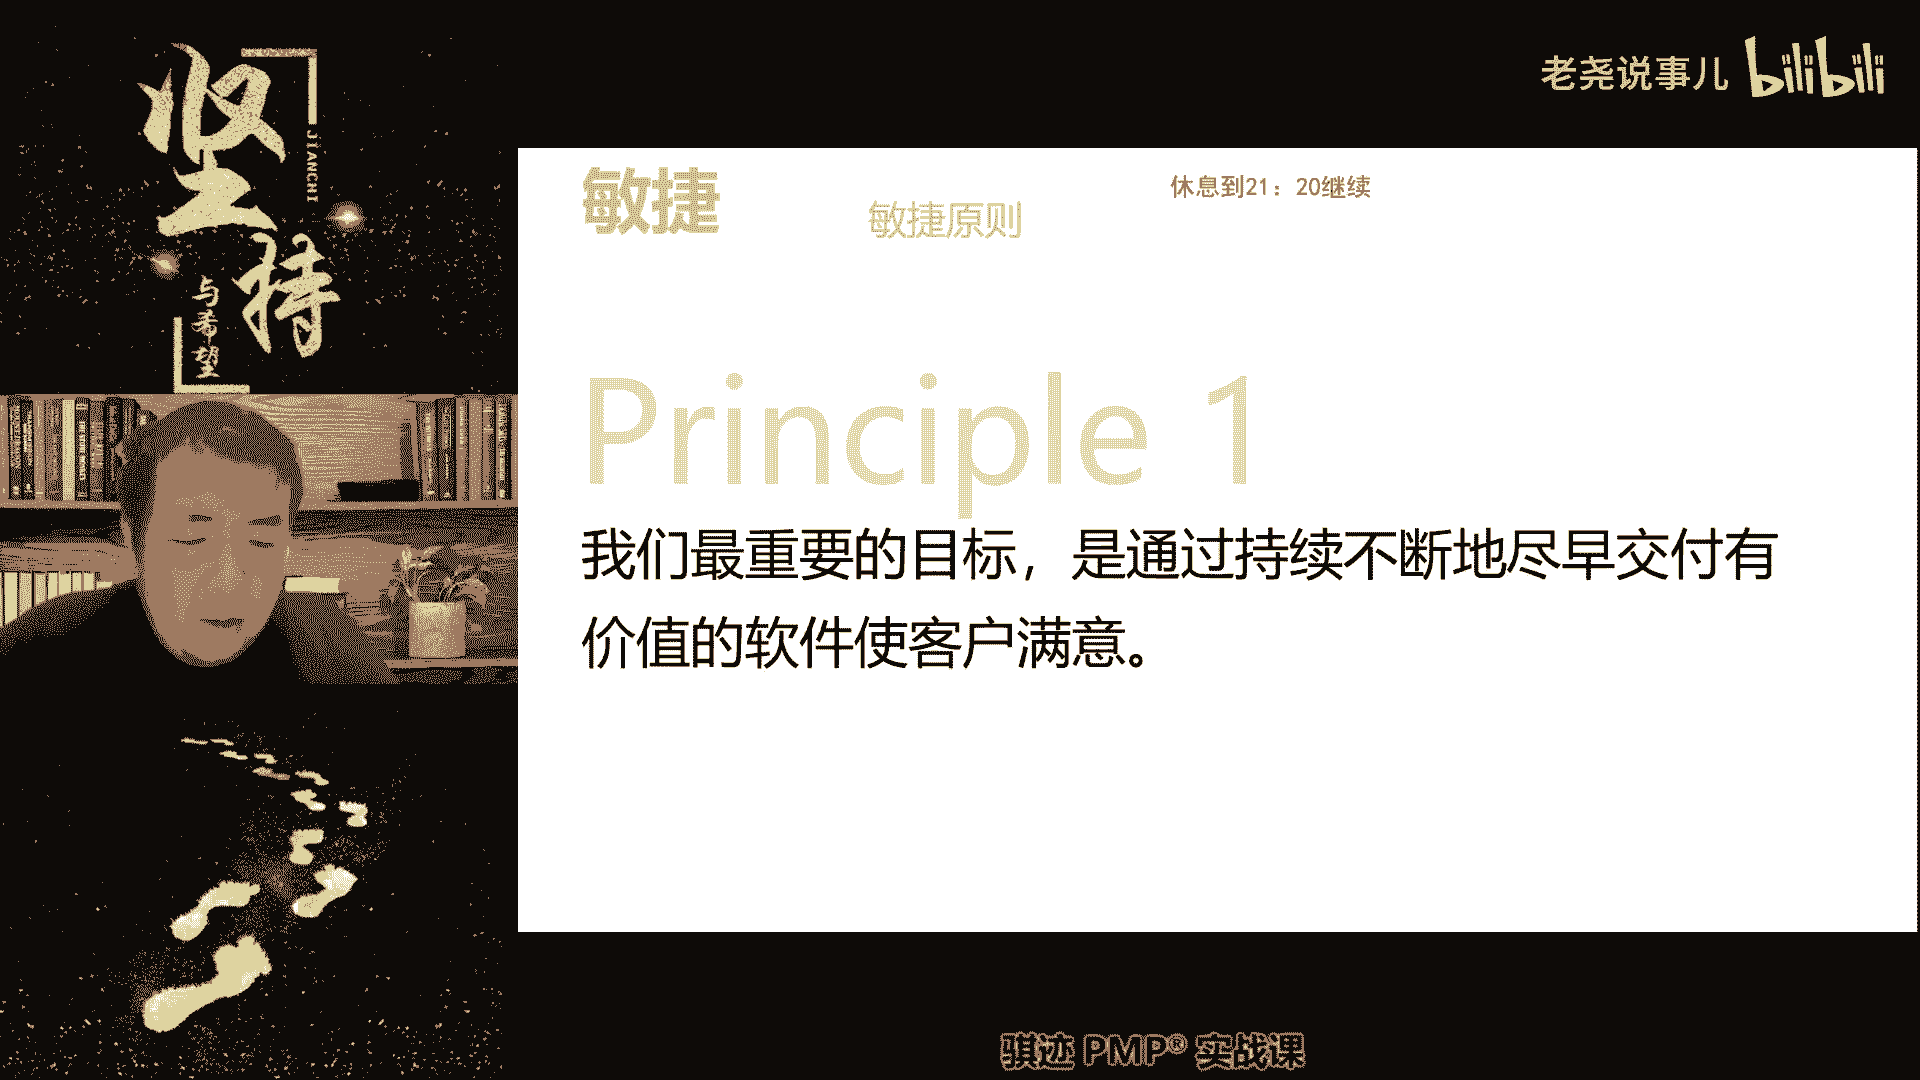 坚持
JIANCHI
与希望
老尧说事儿 bilibili
敏捷
敏捷原则
休息到21：20继续
Principle 1
我们最重要的目标，是通过持续不断地尽早交付有
价值的软件使客户满意。
骐迹 PMP® 实战课